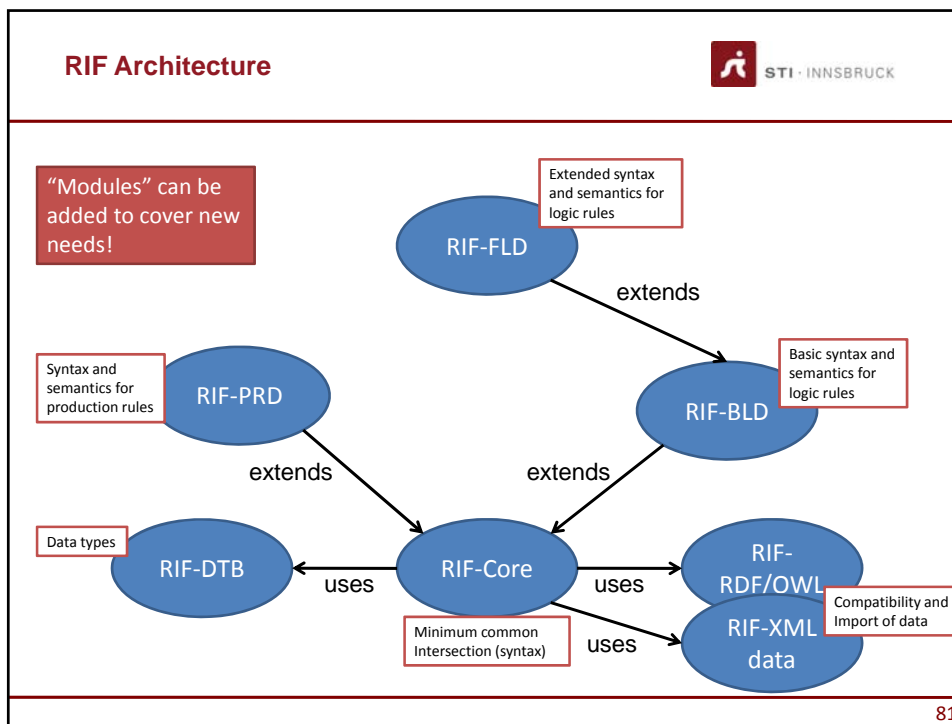 RIF Architecture
STI · INNSBRUCK
“Modules” can be
added to cover new
needs!
Extended syntax
and semantics for
logic rules
RIF-FLD
extends
Syntax and
semantics for
production rules
RIF-PRD
Basic syntax and
semantics for
logic rules
RIF-BLD
extends
extends
Data types
RIF-DTB
uses
RIF-Core
uses
RIF-
RDF/OWL
Compatibility and
Import of data
Minimum common
Intersection (syntax)
uses
RIF-XML
data
81